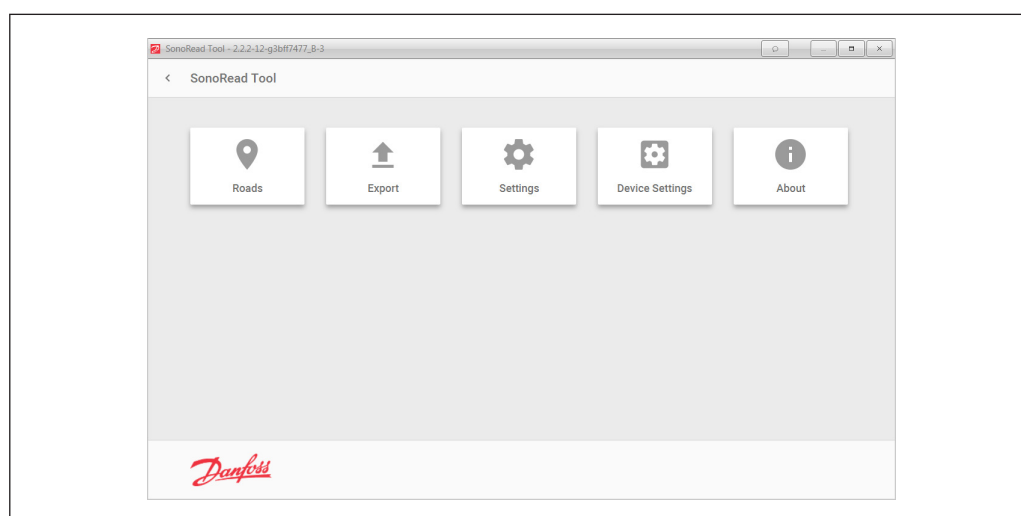 SonoRead Tool - 2.2.2-12-g3bff7477_B-3
SonoRead Tool
Roads Export Settings Device Settings About
Danfoss